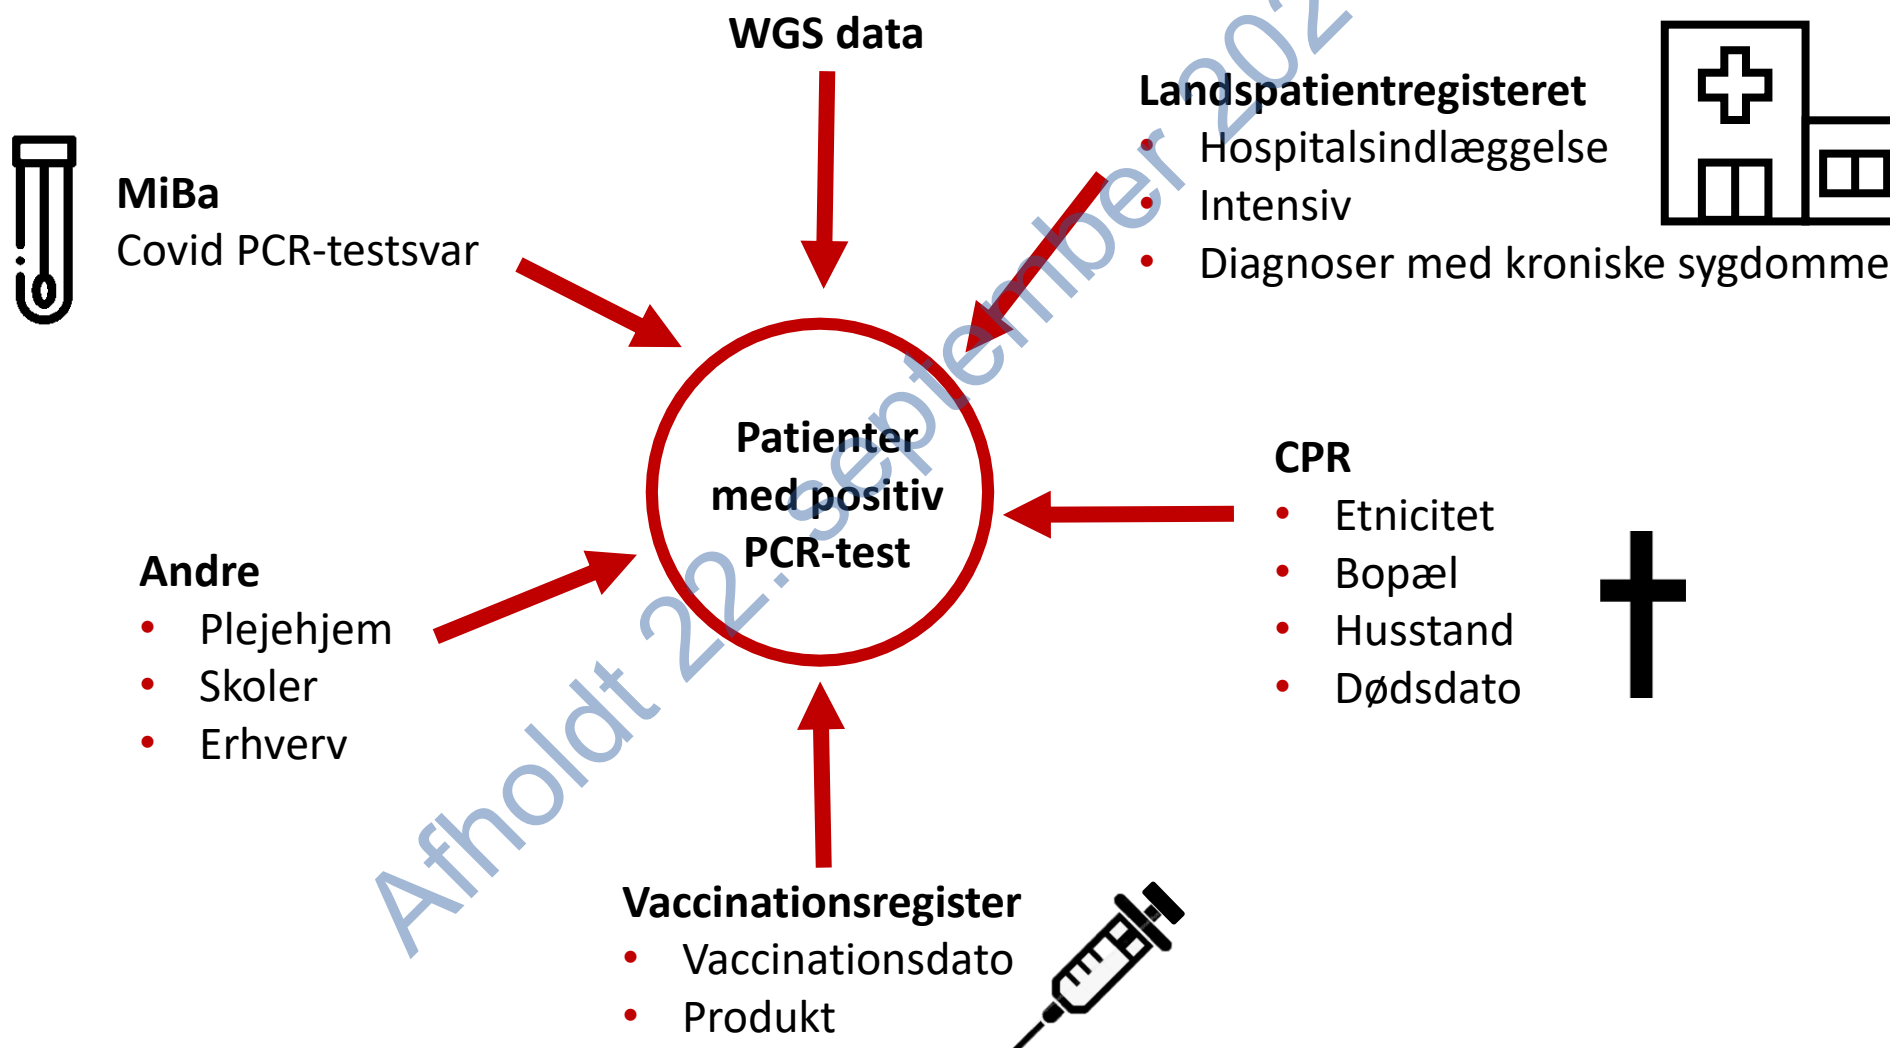 WGS data
Landspatientregisteret
• Hospitalsindlæggelse
• Intensiv
• Diagnoser med kroniske sygdomme
MiBa
Covid PCR-testsvar
Patienter
med positiv
PCR-test
CPR
• Etnicitet
• Bopæl
• Husstand
• Dødsdato
Andre
• Plejehjem
• Skoler
• Erhverv
Vaccinationsregister
• Vaccinationsdato
• Produkt
Afholdt 22. september